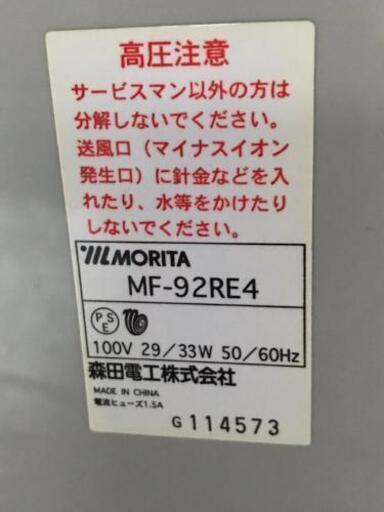 高圧注意
サービスマン以外の方は
分解しないでください。
送風口（マイナスイオン
発生口）に針金などを入
れたり、水等をかけたり
しないでください。
MORITA
MF-92RE4
PSE
100V 29/33W 50/60Hz
森田電工株式会社
MADE IN CHINA
電流ヒューズ1.5A
G 114573